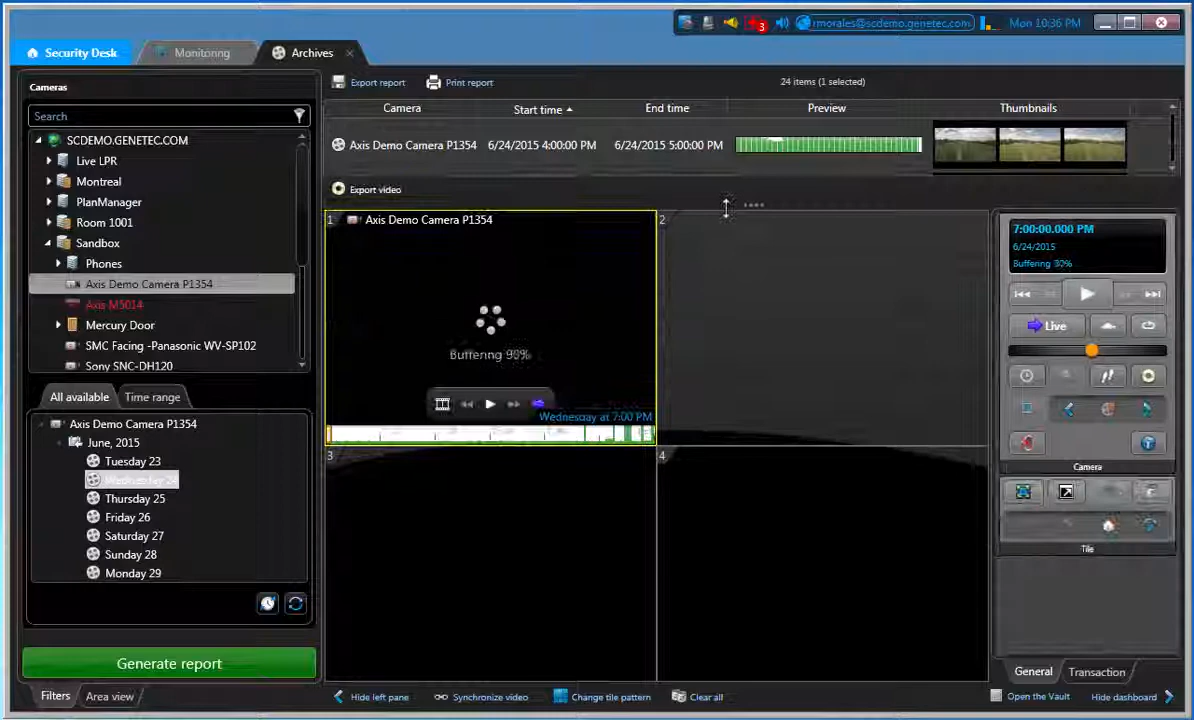 3 rmorales@scdemo.genetec.com Mon 10:36 PM
Security Desk Monitoring Archives
Cameras
Search
SCDEMO.GENETEC.COM
Live LPR
Montreal
PlanManager
Room 1001
Sandbox
Phones
Axis Demo Camera P1354
Axis M5014
Mercury Door
SMC Facing -Panasonic WV-SP102
Sony SNC-DH120
All available Time range
Axis Demo Camera P1354
June, 2015
Tuesday 23
Wednesday 24
Thursday 25
Friday 26
Saturday 27
Sunday 28
Monday 29
Generate report
Filters Area view
Export report Print report 24 items (1 selected)
Camera Start time End time Preview Thumbnails
Axis Demo Camera P1354 6/24/2015 4:00:00 PM 6/24/2015 5:00:00 PM
Export video
1 Axis Demo Camera P1354
Buffering 98%
Wednesday at 7:00 PM
2
3
4
7:00:00.000 PM
6/24/2015
Buffering 30%
Live
Camera
Tile
General Transaction
Hide left pane Synchronize video Change tile pattern Clear all Open the Vault Hide dashboard